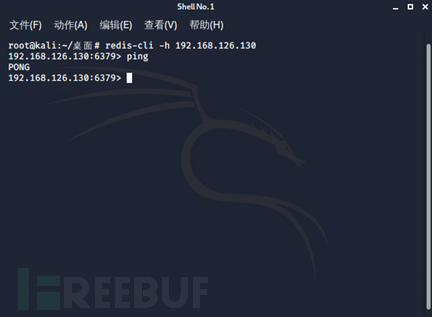 Shell No.1
文件(F) 动作(A) 编辑(E) 查看(V) 帮助(H)
root@kali:~/桌面# redis-cli -h 192.168.126.130
192.168.126.130:6379> ping
PONG
192.168.126.130:6379>
FREEBUF